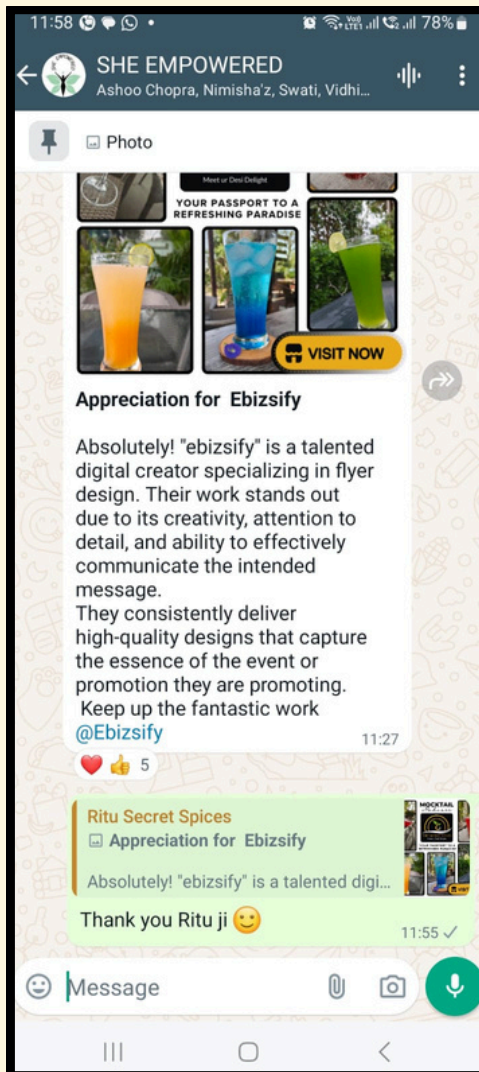 11:58
78%
SHE EMPOWERED
Ashoo Chopra, Nimisha'z, Swati, Vidhi...
Photo
Meet ur Desi Delight
YOUR PASSPORT TO A
REFRESHING PARADISE
VISIT NOW
Appreciation for Ebizsify
Absolutely! "ebizsify" is a talented
digital creator specializing in flyer
design. Their work stands out
due to its creativity, attention to
detail, and ability to effectively
communicate the intended
message.
They consistently deliver
high-quality designs that capture
the essence of the event or
promotion they are promoting.
Keep up the fantastic work
@Ebizsify
11:27
❤️ 👍 5
Ritu Secret Spices
Appreciation for Ebizsify
Absolutely! "ebizsify" is a talented digi...
MOCKTAIL
Thank you Ritu ji 🙂
11:55
Message